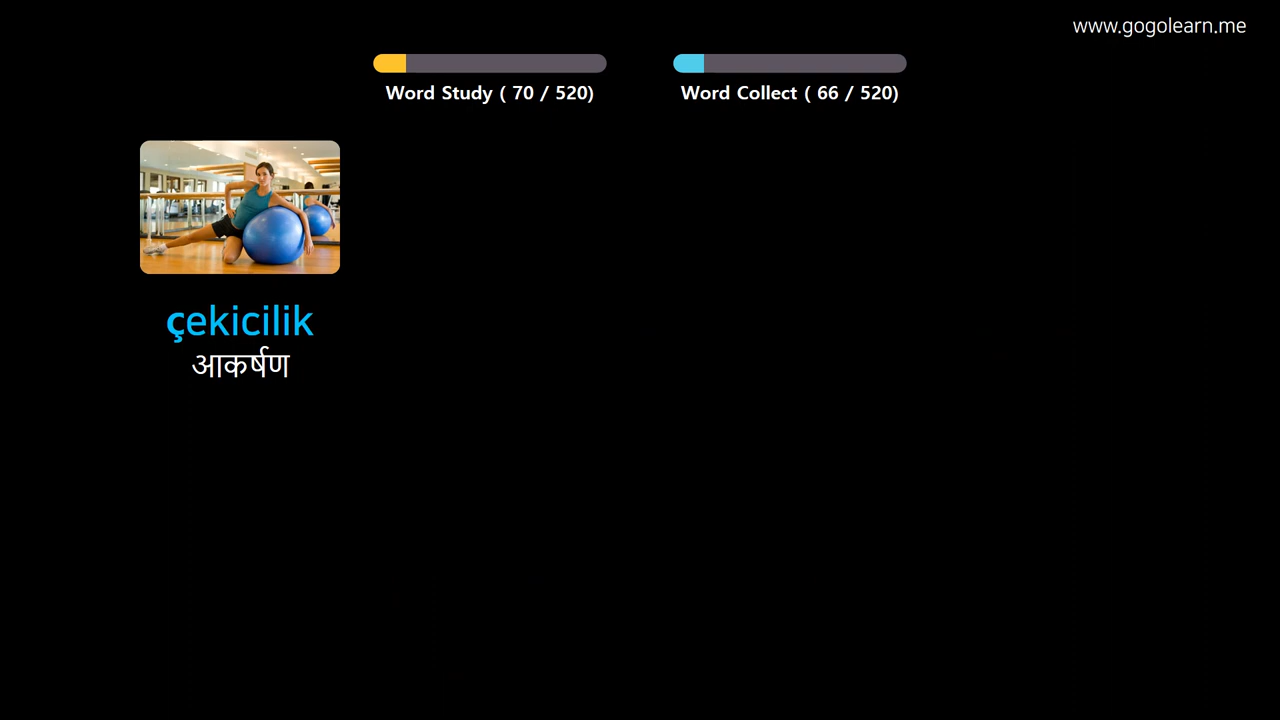 www.gogolearn.me
Word Study ( 70 / 520)
Word Collect ( 66 / 520)
çekicilik
आकर्षण